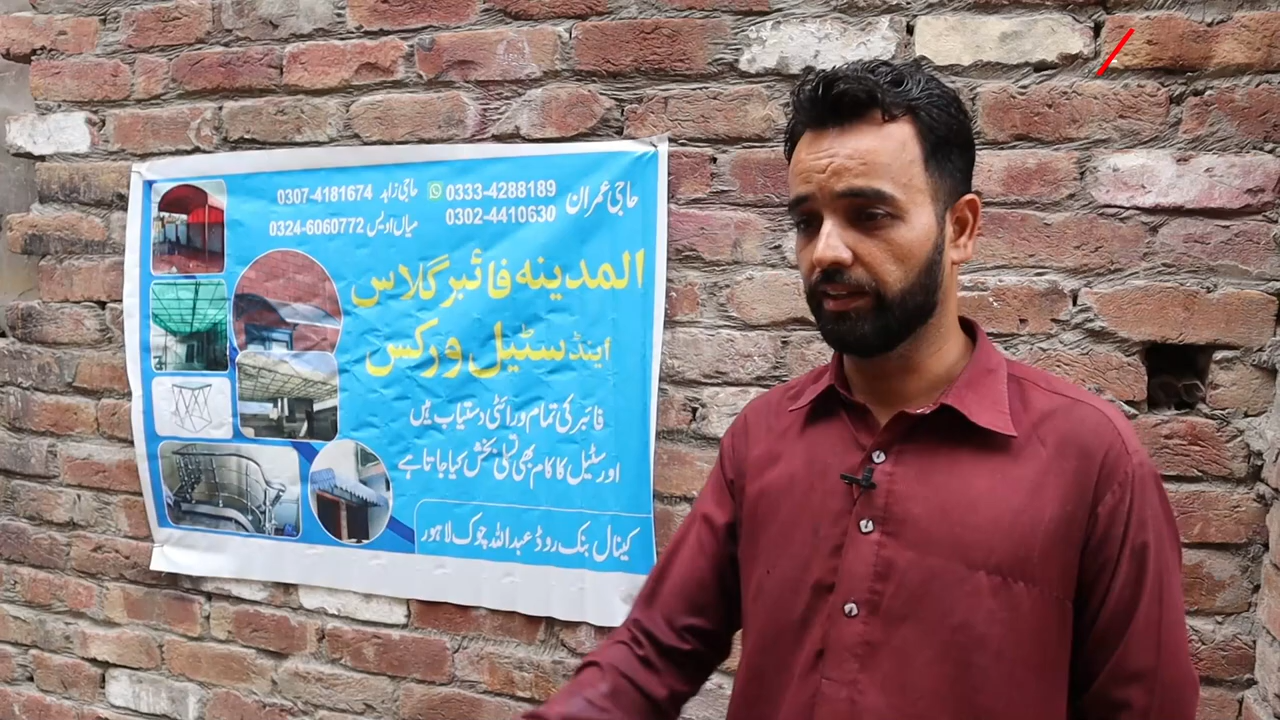 حاجی عمران 0333-4288189 حاجی زاہد 0307-4181674
0302-4410630 میاں اویس 0324-6060772
المدینہ فائبر گلاس
اینڈ سٹیل ورکس
فائبر کی تمام ورائٹی دستیاب ہیں
اور سٹیل کا کام بھی تسلی بخش کیا جاتا ہے
کینال بنک روڈ عبداللہ چوک لاہور